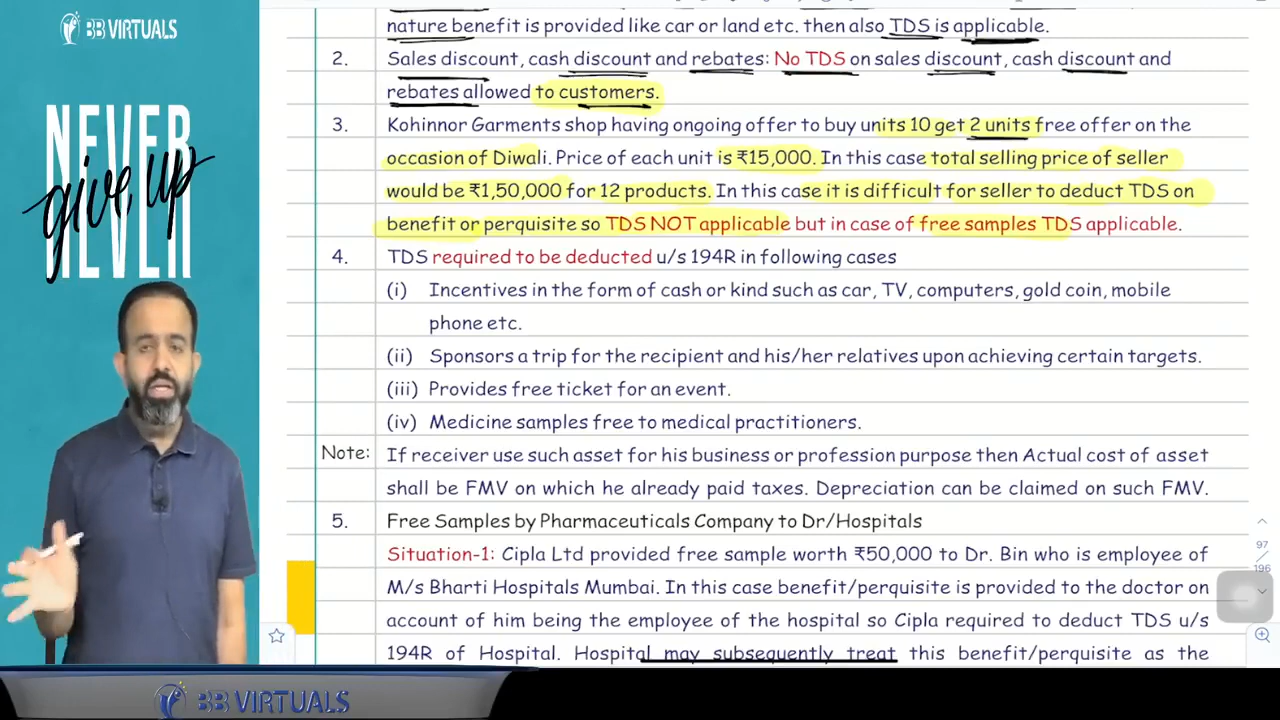 BB VIRTUALS
NEVER
give up
NEVER
nature benefit is provided like car or land etc. then also TDS is applicable.
2. Sales discount, cash discount and rebates: No TDS on sales discount, cash discount and
rebates allowed to customers.
3. Kohinnor Garments shop having ongoing offer to buy units 10 get 2 units free offer on the
occasion of Diwali. Price of each unit is ₹15,000. In this case total selling price of seller
would be ₹1,50,000 for 12 products. In this case it is difficult for seller to deduct TDS on
benefit or perquisite so TDS NOT applicable but in case of free samples TDS applicable.
4. TDS required to be deducted u/s 194R in following cases
(i) Incentives in the form of cash or kind such as car, TV, computers, gold coin, mobile
phone etc.
(ii) Sponsors a trip for the recipient and his/her relatives upon achieving certain targets.
(iii) Provides free ticket for an event.
(iv) Medicine samples free to medical practitioners.
Note: If receiver use such asset for his business or profession purpose then Actual cost of asset
shall be FMV on which he already paid taxes. Depreciation can be claimed on such FMV.
5. Free Samples by Pharmaceuticals Company to Dr/Hospitals
Situation-1: Cipla Ltd provided free sample worth ₹50,000 to Dr. Bin who is employee of
M/s Bharti Hospitals Mumbai. In this case benefit/perquisite is provided to the doctor on
account of him being the employee of the hospital so Cipla required to deduct TDS u/s
194R of Hospital. Hospital may subsequently treat this benefit/perquisite as the
97
196
BB VIRTUALS